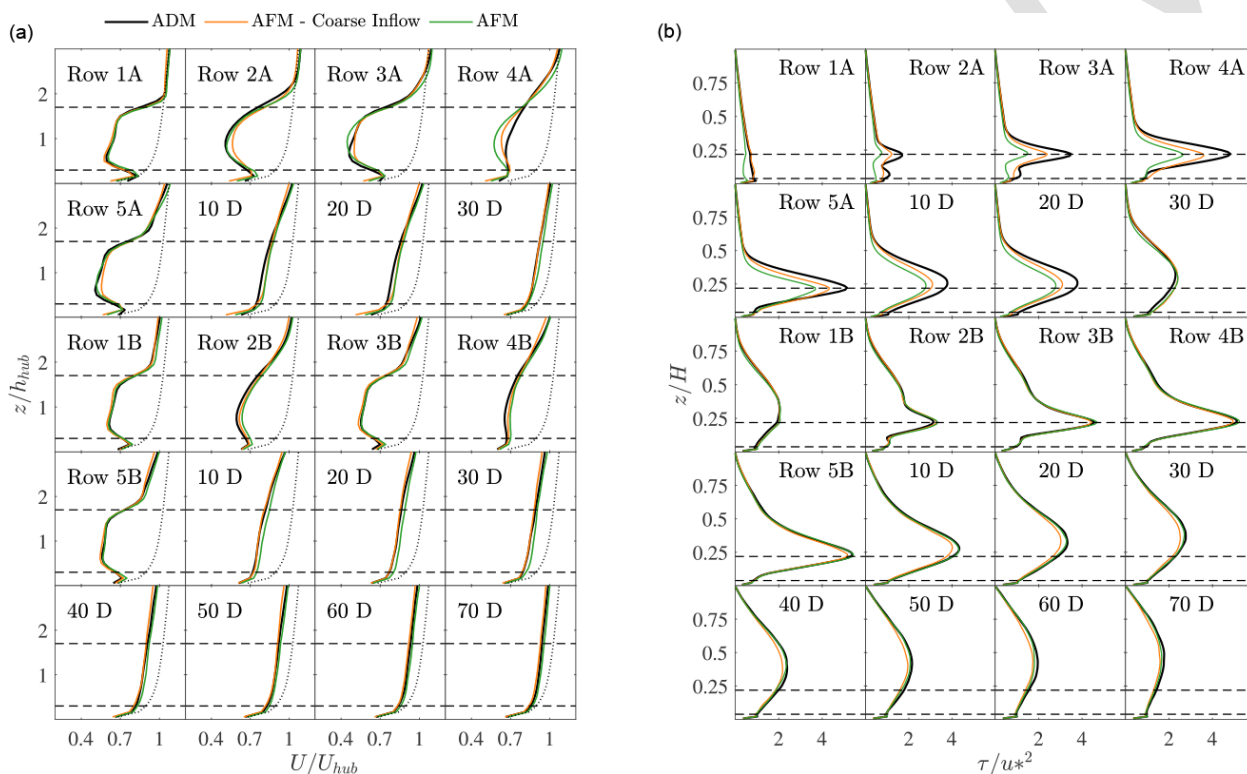 ADM AFM - Coarse Inflow AFM
(a)
Row 1A Row 2A Row 3A Row 4A
2
1
Row 5A 10 D 20 D 30 D
2
1
Row 1B Row 2B Row 3B Row 4B
2
1
Row 5B 10 D 20 D 30 D
2
1
40 D 50 D 60 D 70 D
2
1
z/h_hub
0.4 0.7 1 0.4 0.7 1 0.4 0.7 1 0.4 0.7 1
U/U_hub
(b)
Row 1A Row 2A Row 3A Row 4A
0.75
0.5
0.25
Row 5A 10 D 20 D 30 D
0.75
0.5
0.25
Row 1B Row 2B Row 3B Row 4B
0.75
0.5
0.25
Row 5B 10 D 20 D 30 D
0.75
0.5
0.25
40 D 50 D 60 D 70 D
0.75
0.5
0.25
z/H
2 4 2 4 2 4 2 4
τ/u*²